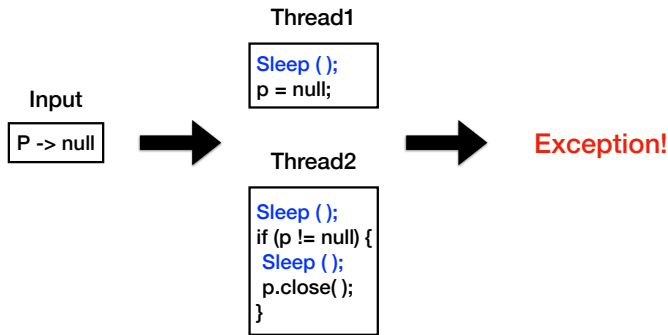 Input
P -> null
Thread1
Sleep ( );
p = null;
Thread2
Sleep ( );
if (p != null) {
Sleep ( );
p.close( );
}
Exception!